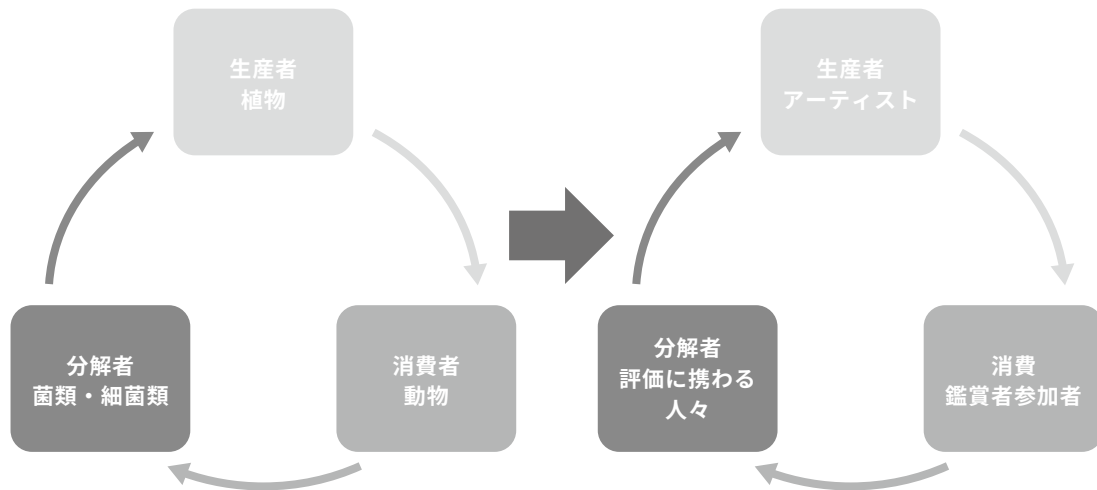 生産者
植物
分解者
菌類・細菌類
消費者
動物
生産者
アーティスト
分解者
評価に携わる
人々
消費
鑑賞者参加者